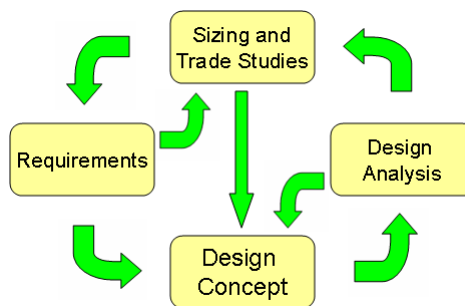 Sizing and
Trade Studies
Requirements
Design
Analysis
Design
Concept